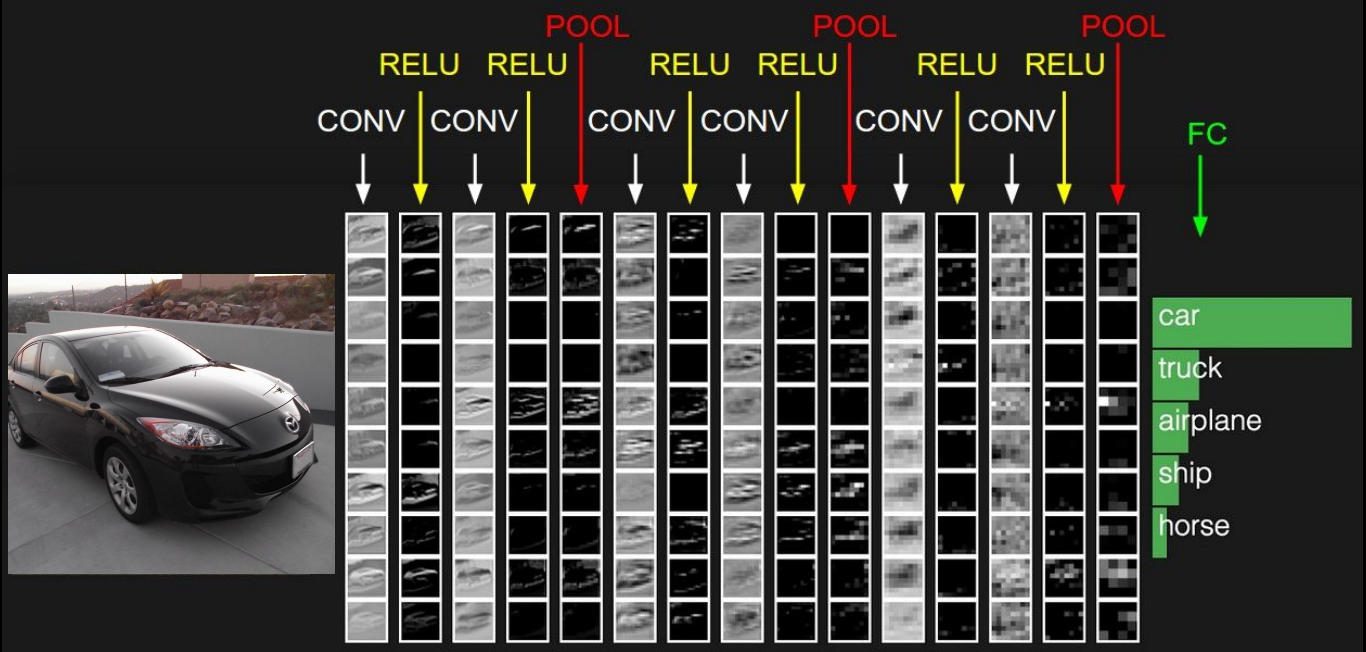 POOL POOL POOL
RELU RELU RELU RELU RELU RELU
CONV CONV CONV CONV CONV CONV
FC
car
truck
airplane
ship
horse